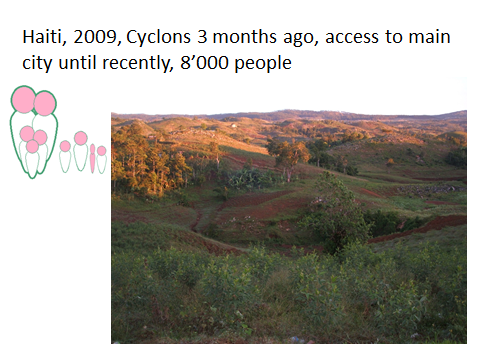 Haiti, 2009, Cyclons 3 months ago, access to main
city until recently, 8’000 people